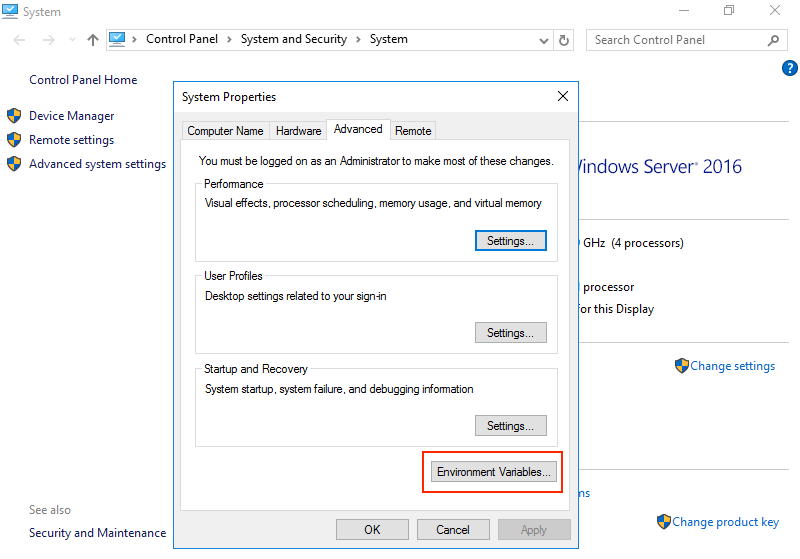 System
Control Panel > System and Security > System
Search Control Panel
Control Panel Home
Device Manager
Remote settings
Advanced system settings
System Properties
Computer Name Hardware Advanced Remote
You must be logged on as an Administrator to make most of these changes.
Performance
Visual effects, processor scheduling, memory usage, and virtual memory
Settings...
User Profiles
Desktop settings related to your sign-in
Settings...
Startup and Recovery
System startup, system failure, and debugging information
Settings...
Environment Variables...
OK Cancel Apply
Windows Server® 2016
GHz (4 processors)
processor
for this Display
Change settings
Change product key
See also
Security and Maintenance